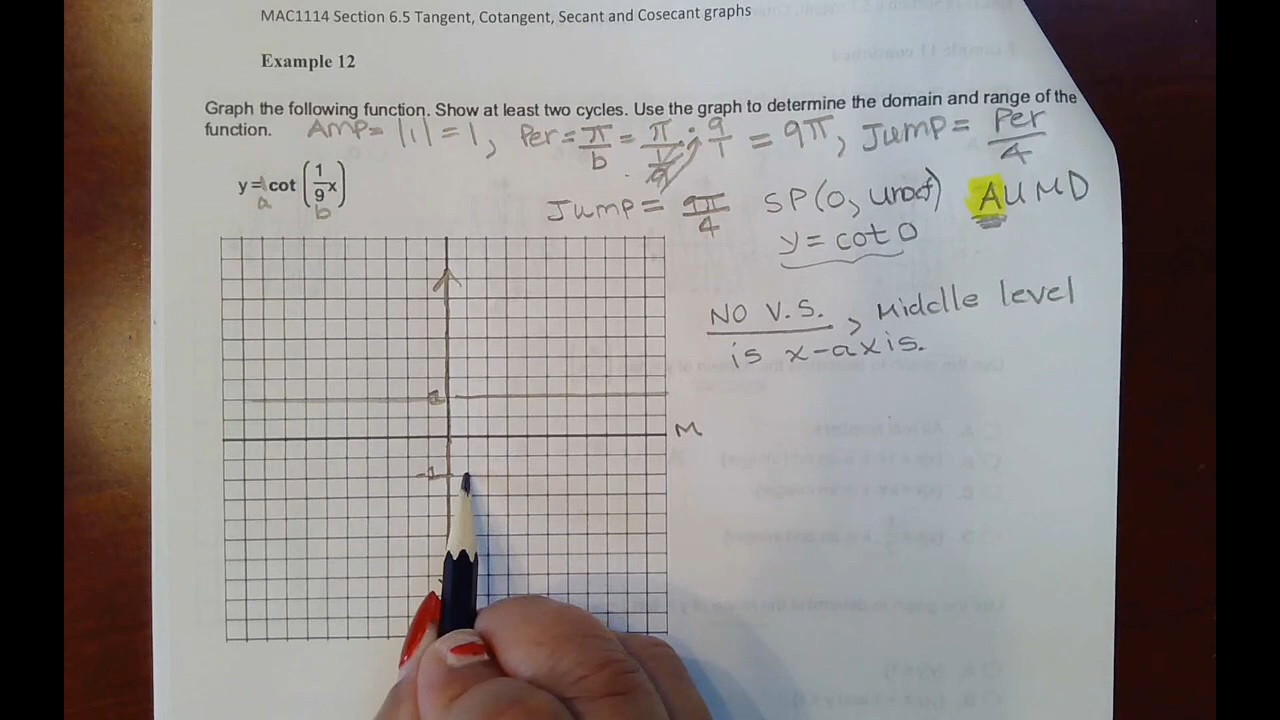 MAC1114 Section 6.5 Tangent, Cotangent, Secant and Cosecant graphs
Example 12
Graph the following function. Show at least two cycles. Use the graph to determine the domain and range of the
function. Amp = |1| = 1, Per = π/b = π/(1/9) · 9/1 = 9π, Jump = Per/4
y = 1 cot (1/9 x)
a b
Jump = 9π/4 SP(0, undf) AUMD
y = cot 0
NO V.S., Middle level
is x-axis.
1
M
-1